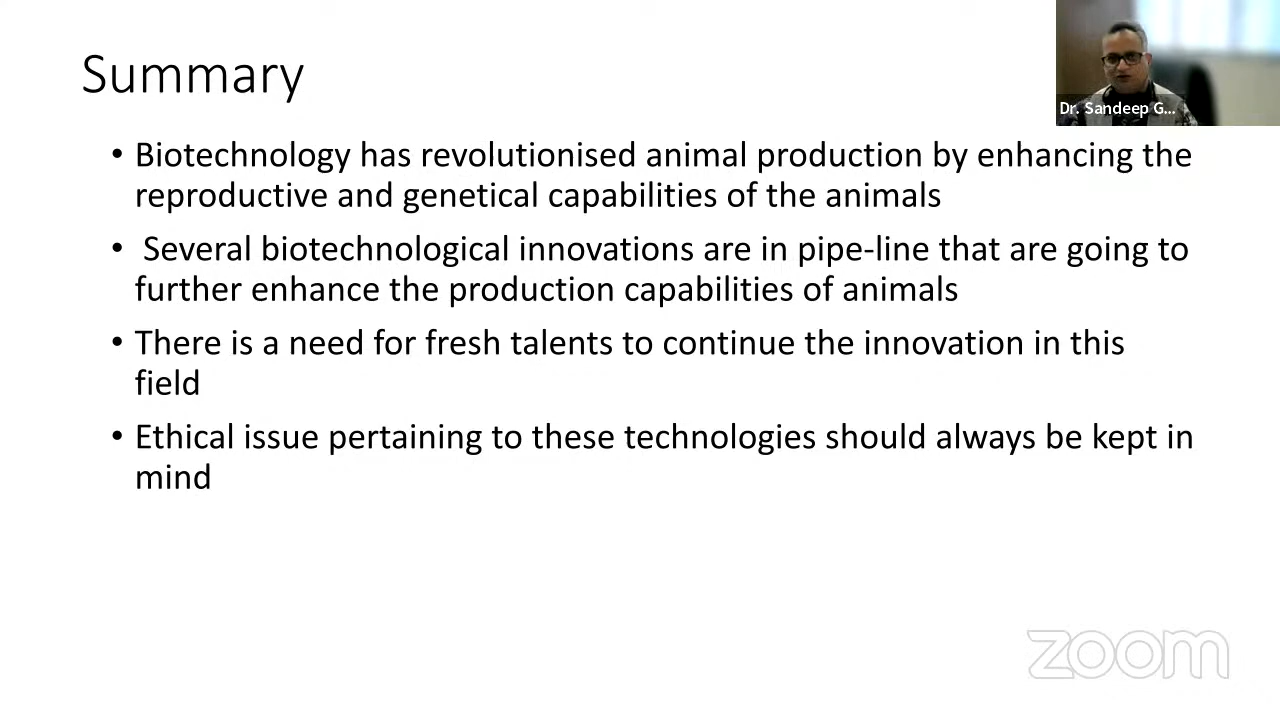 Summary
Dr. Sandeep G...
• Biotechnology has revolutionised animal production by enhancing the
reproductive and genetical capabilities of the animals
• Several biotechnological innovations are in pipe-line that are going to
further enhance the production capabilities of animals
• There is a need for fresh talents to continue the innovation in this
field
• Ethical issue pertaining to these technologies should always be kept in
mind
zoom